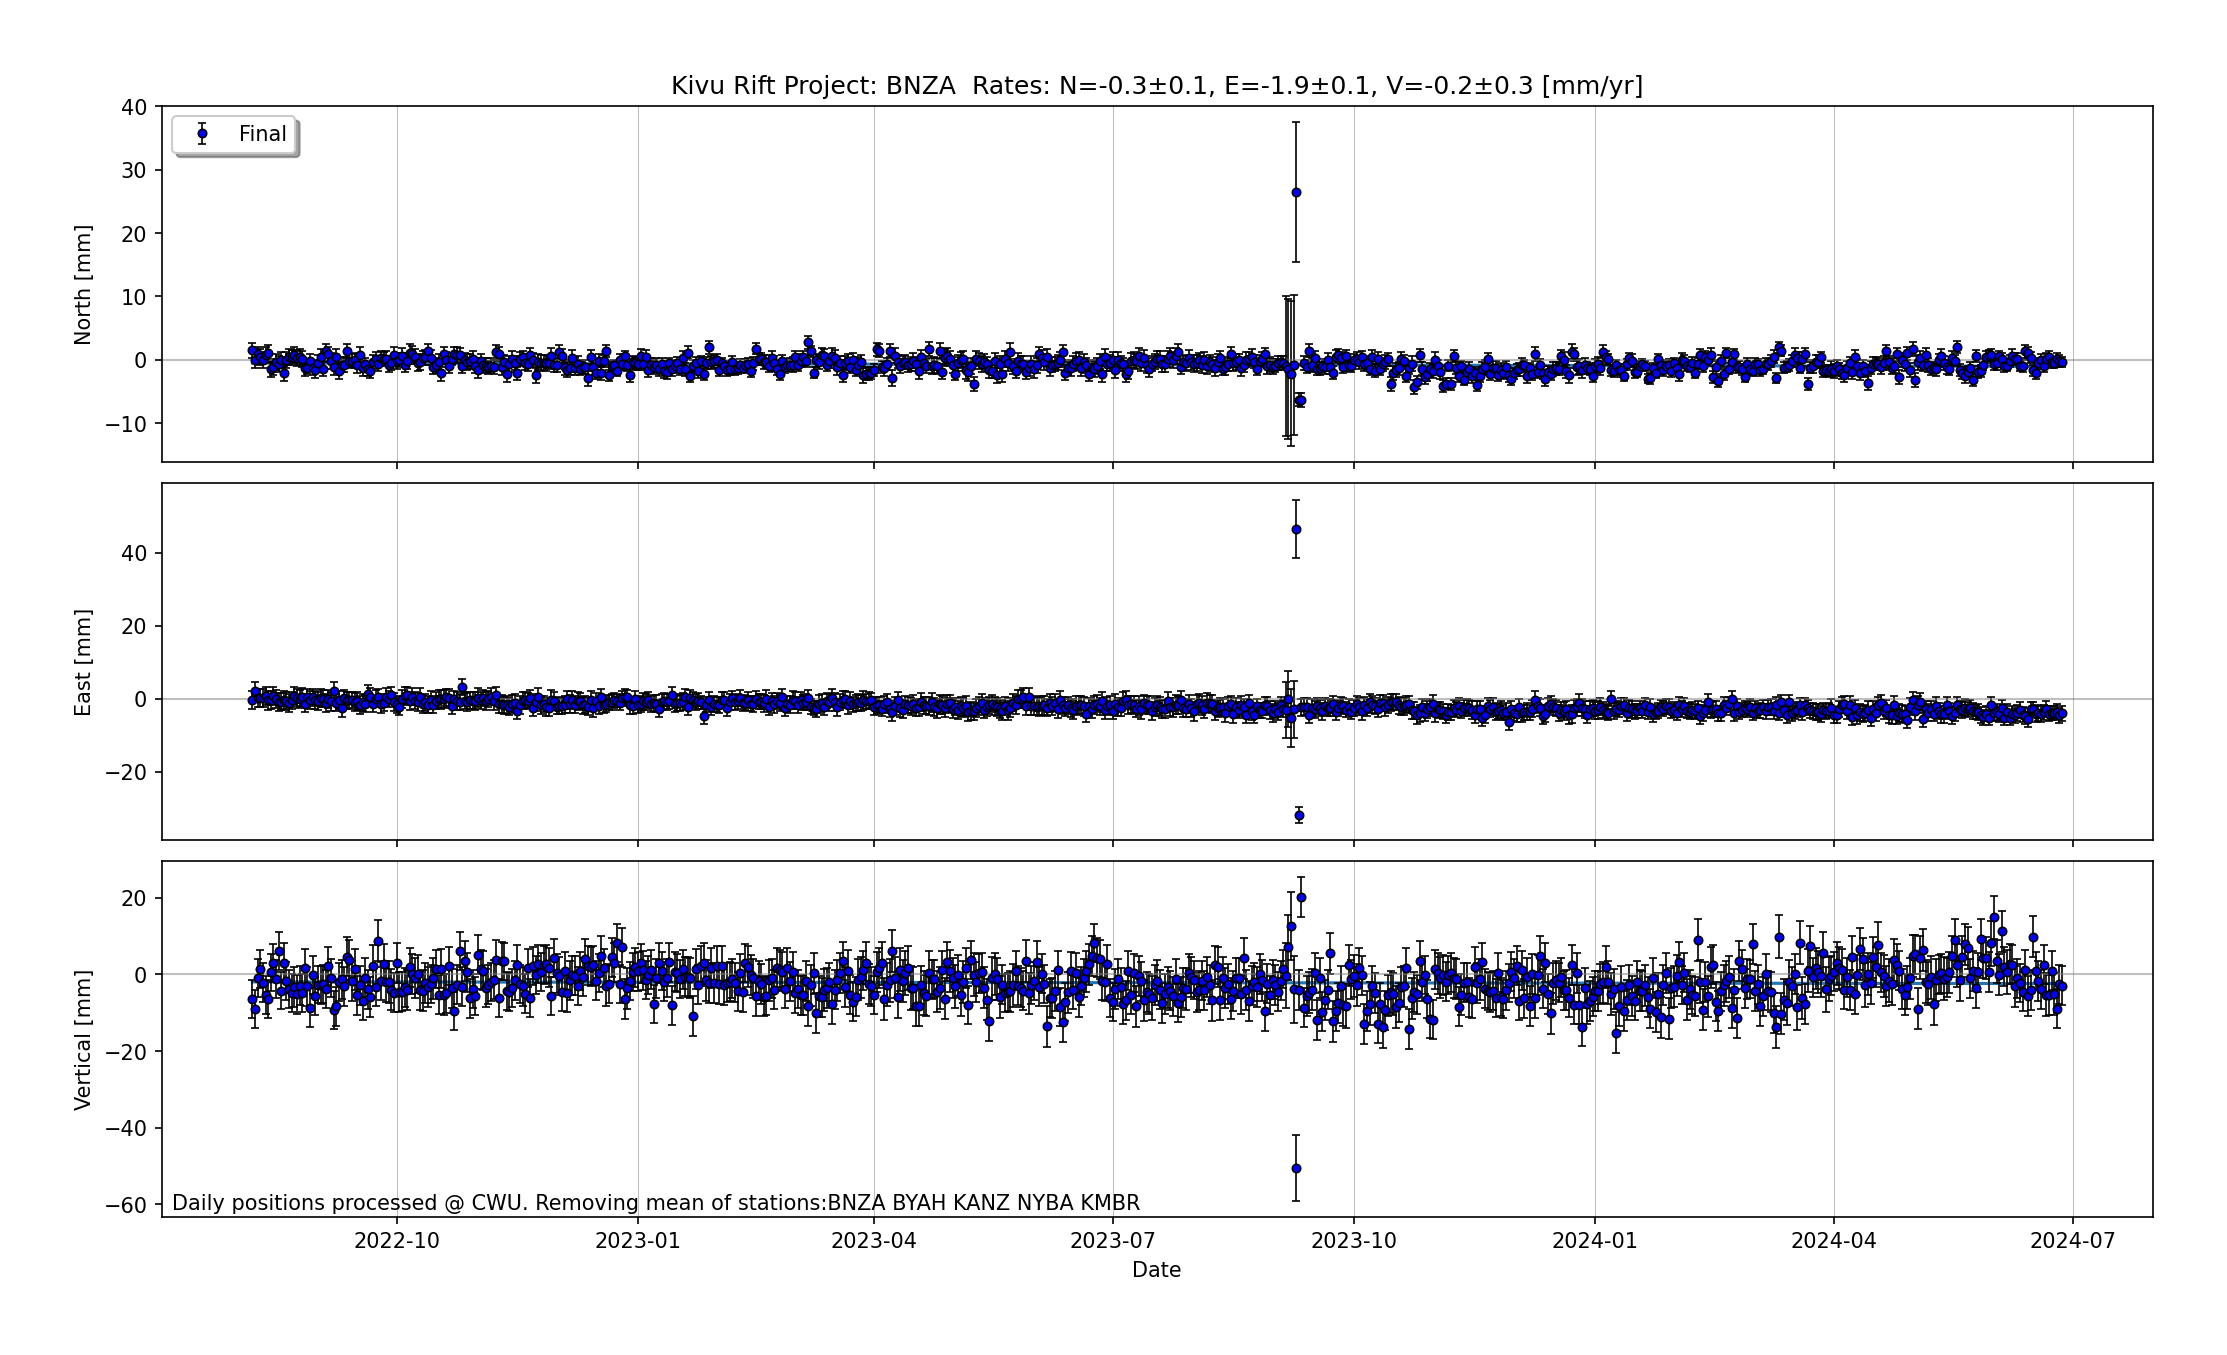 Kivu Rift Project: BNZA  Rates: N=-0.3±0.1, E=-1.9±0.1, V=-0.2±0.3 [mm/yr]
40
30
20
10
0
−10
North [mm]
Final
40
20
0
−20
East [mm]
20
0
−20
−40
−60
Vertical [mm]
Daily positions processed @ CWU. Removing mean of stations:BNZA BYAH KANZ NYBA KMBR
2022-10 2023-01 2023-04 2023-07 2023-10 2024-01 2024-04 2024-07
Date